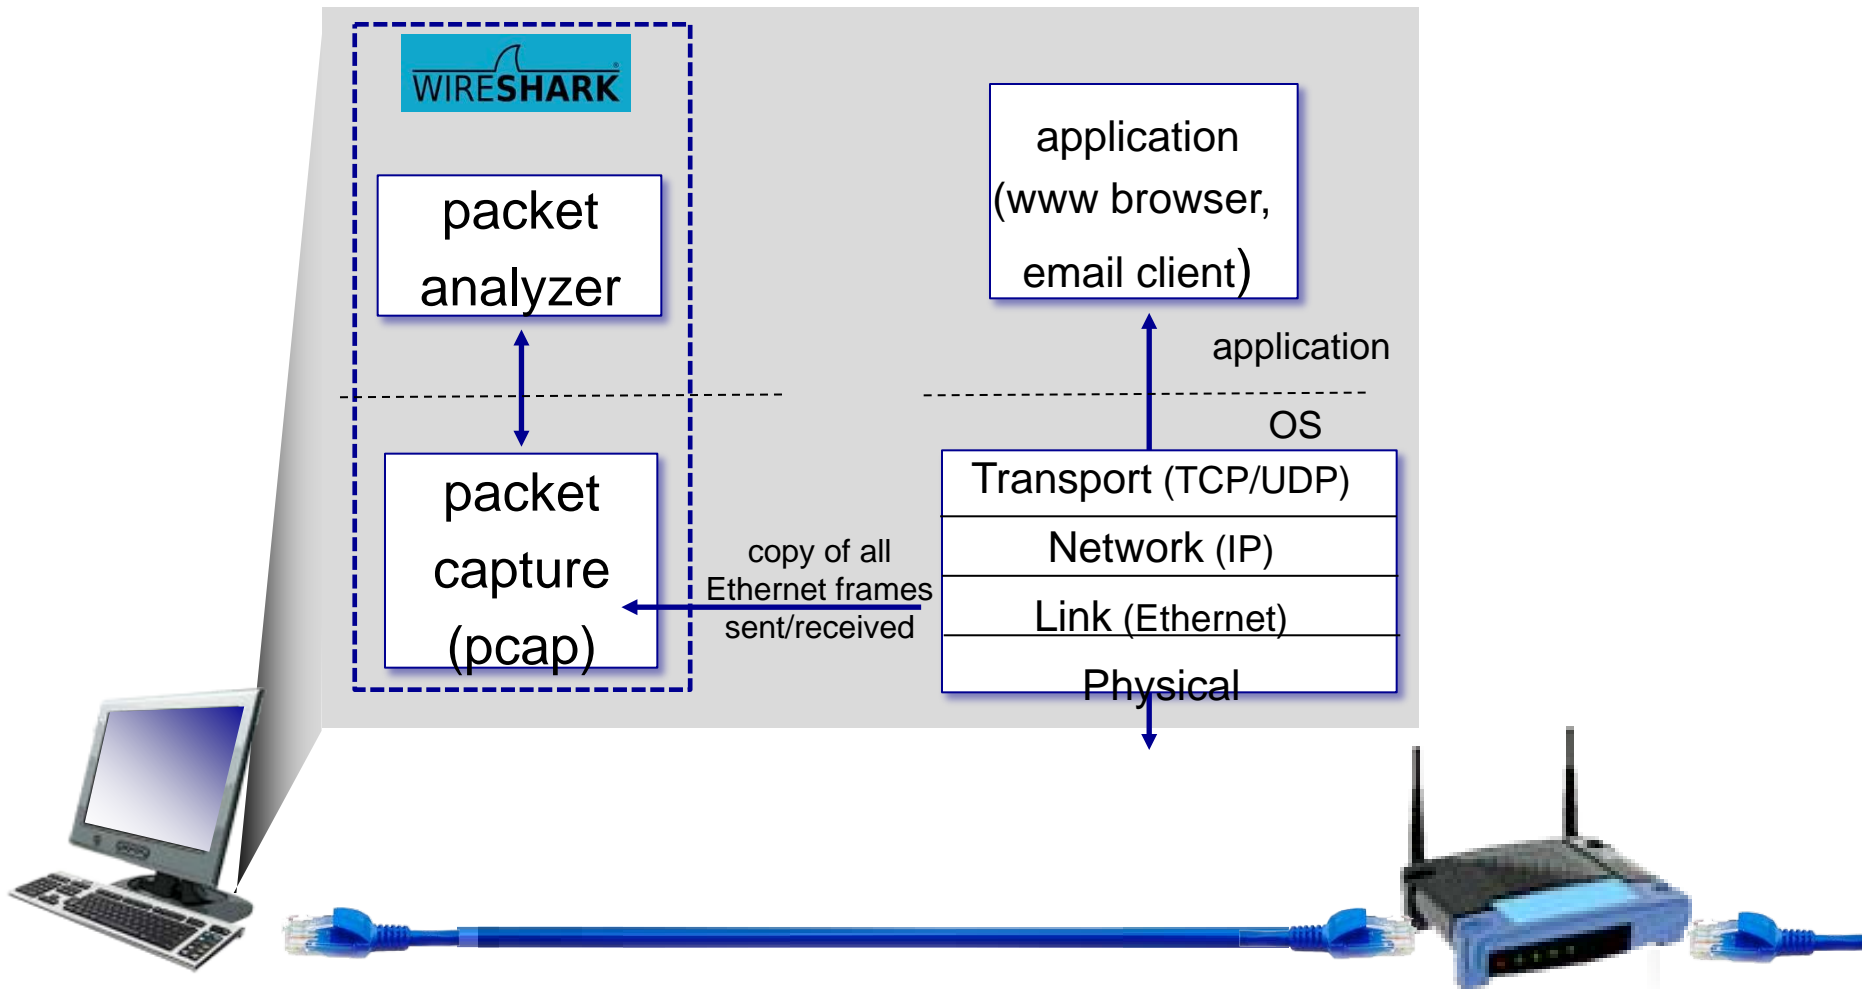 WIRESHARK
packet
analyzer
packet
capture
(pcap)
copy of all
Ethernet frames
sent/received
application
(www browser,
email client)
application
OS
Transport (TCP/UDP)
Network (IP)
Link (Ethernet)
Physical